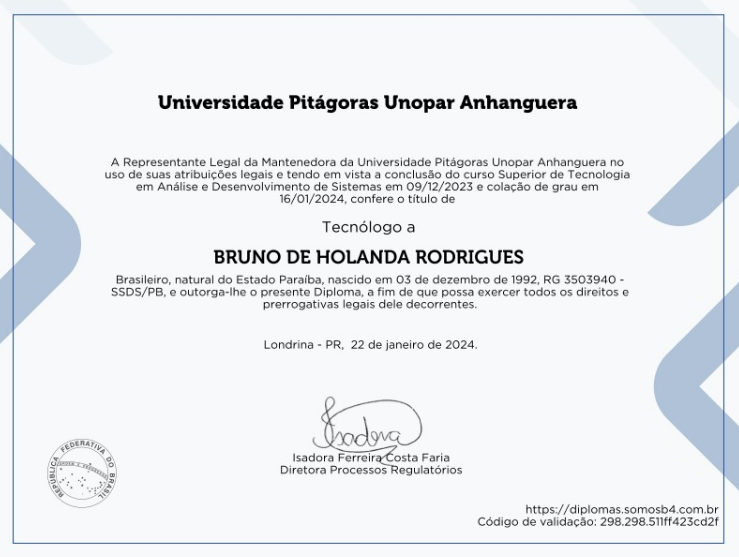 Universidade Pitágoras Unopar Anhanguera
A Representante Legal da Mantenedora da Universidade Pitágoras Unopar Anhanguera no
uso de suas atribuições legais e tendo em vista a conclusão do curso Superior de Tecnologia
em Análise e Desenvolvimento de Sistemas em 09/12/2023 e colação de grau em
16/01/2024, confere o título de
Tecnólogo a
BRUNO DE HOLANDA RODRIGUES
Brasileiro, natural do Estado Paraíba, nascido em 03 de dezembro de 1992, RG 3503940 -
SSDS/PB, e outorga-lhe o presente Diploma, a fim de que possa exercer todos os direitos e
prerrogativas legais dele decorrentes.
Londrina - PR, 22 de janeiro de 2024.
Isadora
Isadora Ferreira Costa Faria
Diretora Processos Regulatórios
REPÚBLICA FEDERATIVA DO BRASIL
ORDEM E PROGRESSO
https://diplomas.somosb4.com.br
Código de validação: 298.298.511ff423cd2f